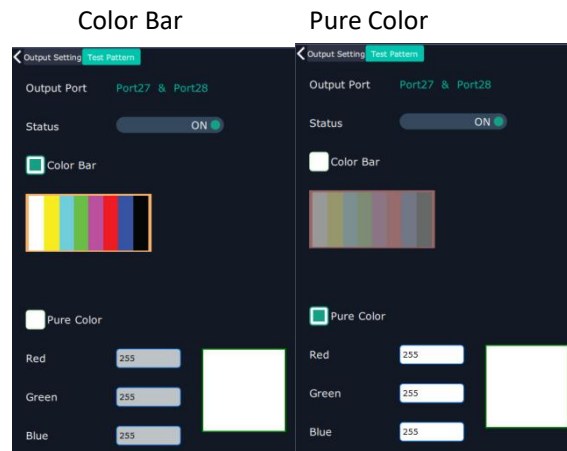 Color Bar
Pure Color
Output Setting Test Pattern
Output Port Port27 & Port28
Status ON
Color Bar
Pure Color
Red 255
Green 255
Blue 255
Output Setting Test Pattern
Output Port Port27 & Port28
Status ON
Color Bar
Pure Color
Red 255
Green 255
Blue 255